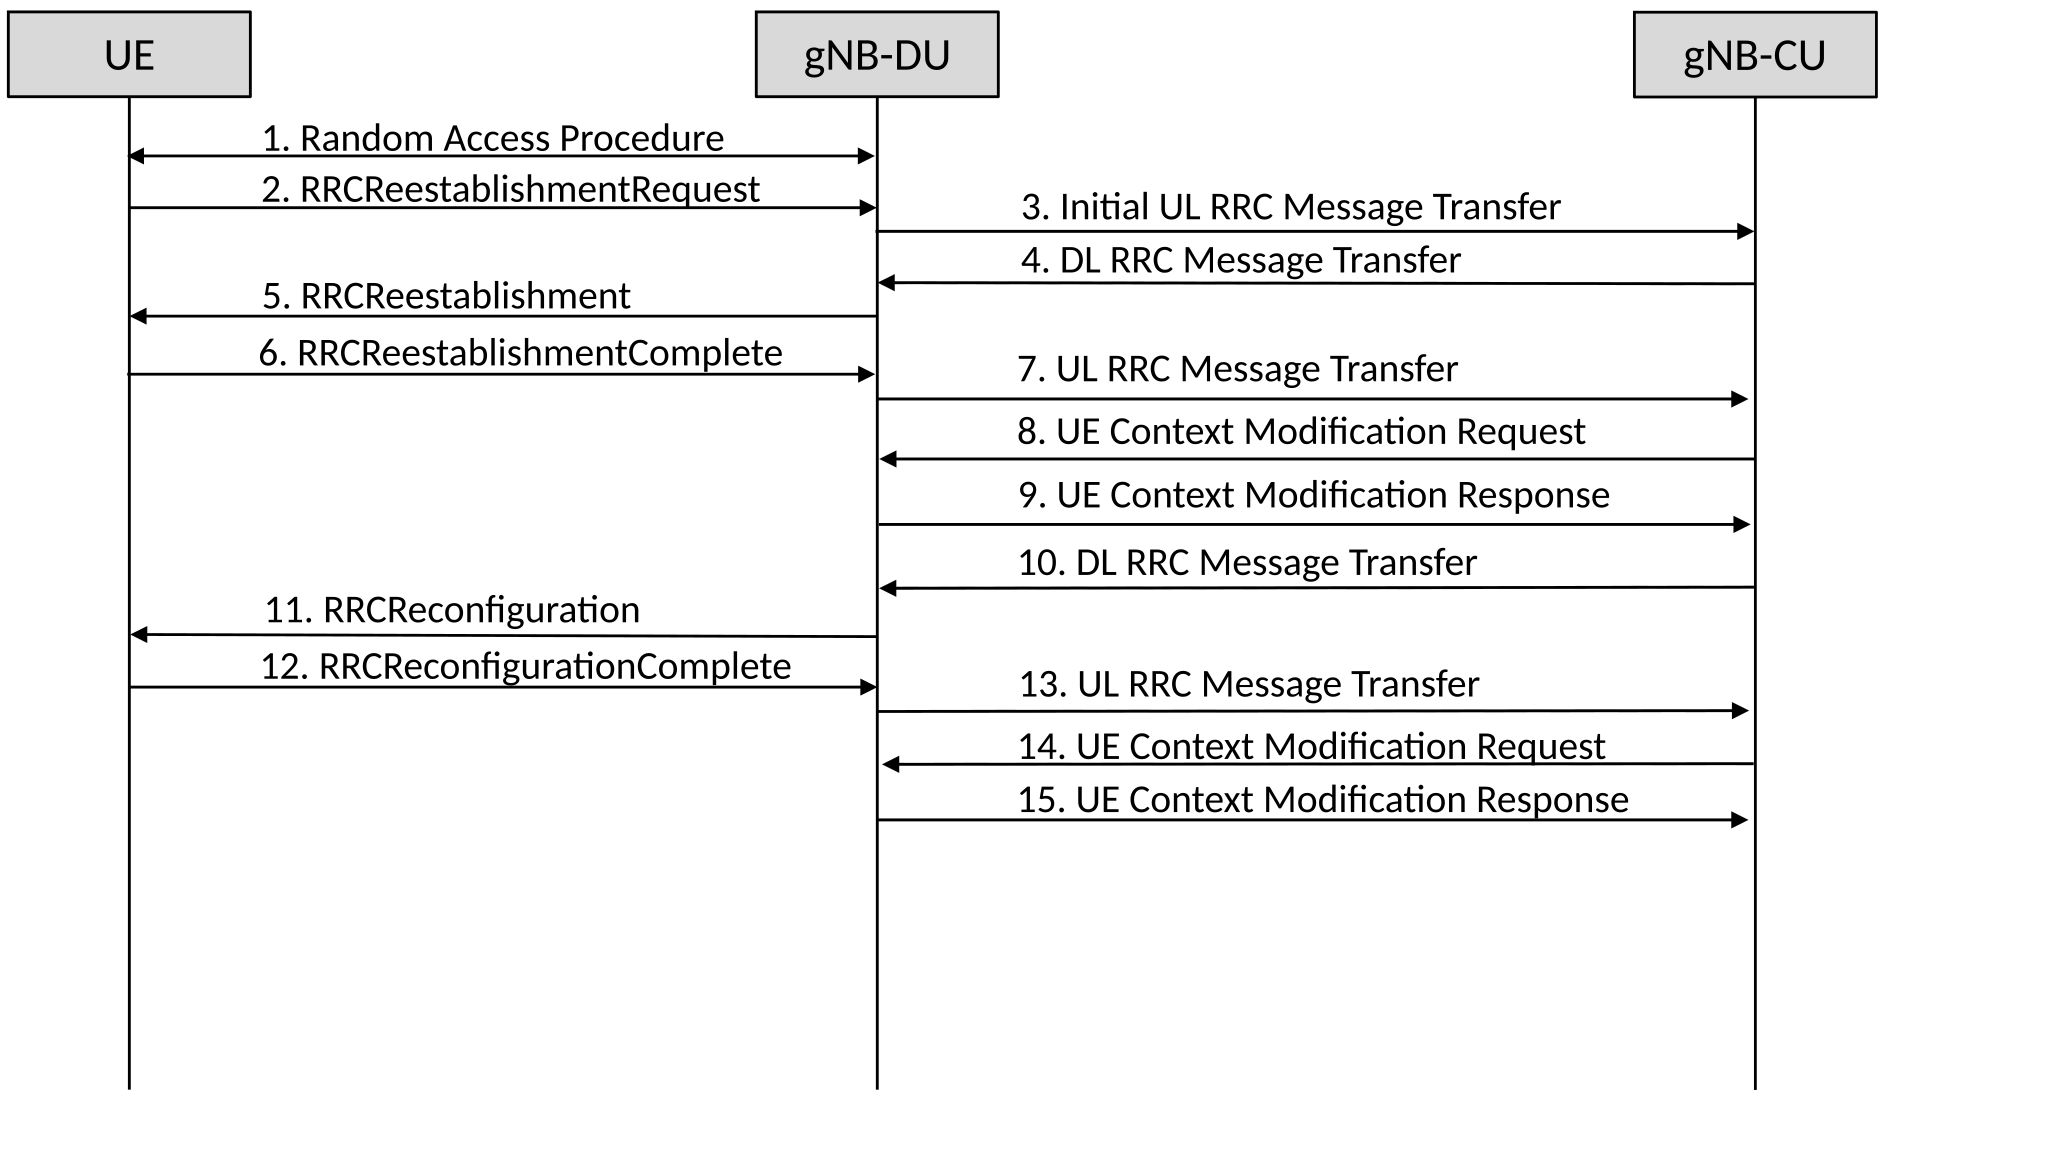 UE
gNB-DU
gNB-CU
1. Random Access Procedure
2. RRCReestablishmentRequest
3. Initial UL RRC Message Transfer
4. DL RRC Message Transfer
5. RRCReestablishment
6. RRCReestablishmentComplete
7. UL RRC Message Transfer
8. UE Context Modification Request
9. UE Context Modification Response
10. DL RRC Message Transfer
11. RRCReconfiguration
12. RRCReconfigurationComplete
13. UL RRC Message Transfer
14. UE Context Modification Request
15. UE Context Modification Response